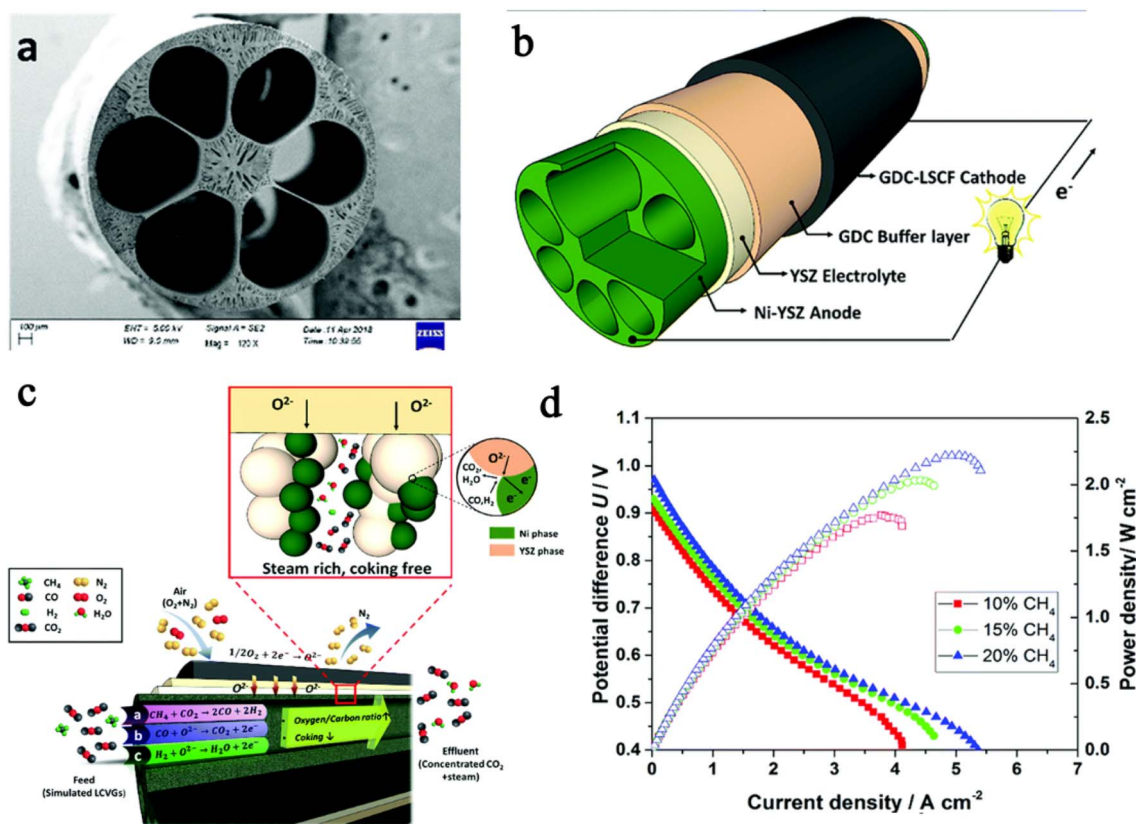 a
100 μm
EHT = 5.00 kV
WD = 9.5 mm
Signal A = SE2
Mag = 120 X
Date :11 Apr 2018
ZEISS
b
GDC-LSCF Cathode
GDC Buffer layer
YSZ Electrolyte
Ni-YSZ Anode
e⁻
c
O²⁻ O²⁻
O²⁻
CO₂,
H₂O
e⁻
CO,H₂
e⁻
Ni phase
YSZ phase
Steam rich, coking free
CH₄ N₂
CO O₂
H₂ H₂O
CO₂
Air
(O₂+N₂)
N₂
1/2O₂ + 2e⁻ → O²⁻
O²⁻ O²⁻
a CH₄ + CO₂ → 2CO + 2H₂
b CO + O²⁻ → CO₂ + 2e⁻
c H₂ + O²⁻ → H₂O + 2e⁻
Oxygen/Carbon ratio↑
Coking ↓
Feed
(Simulated LCVGs)
Effluent
(Concentrated CO₂
+steam)
d
Potential difference U / V
1.1
1.0
0.9
0.8
0.7
0.6
0.5
0.4
2.5
2.0
1.5
1.0
0.5
0.0
Power density/ W cm⁻²
10% CH₄
15% CH₄
20% CH₄
0 1 2 3 4 5 6 7
Current density / A cm⁻²